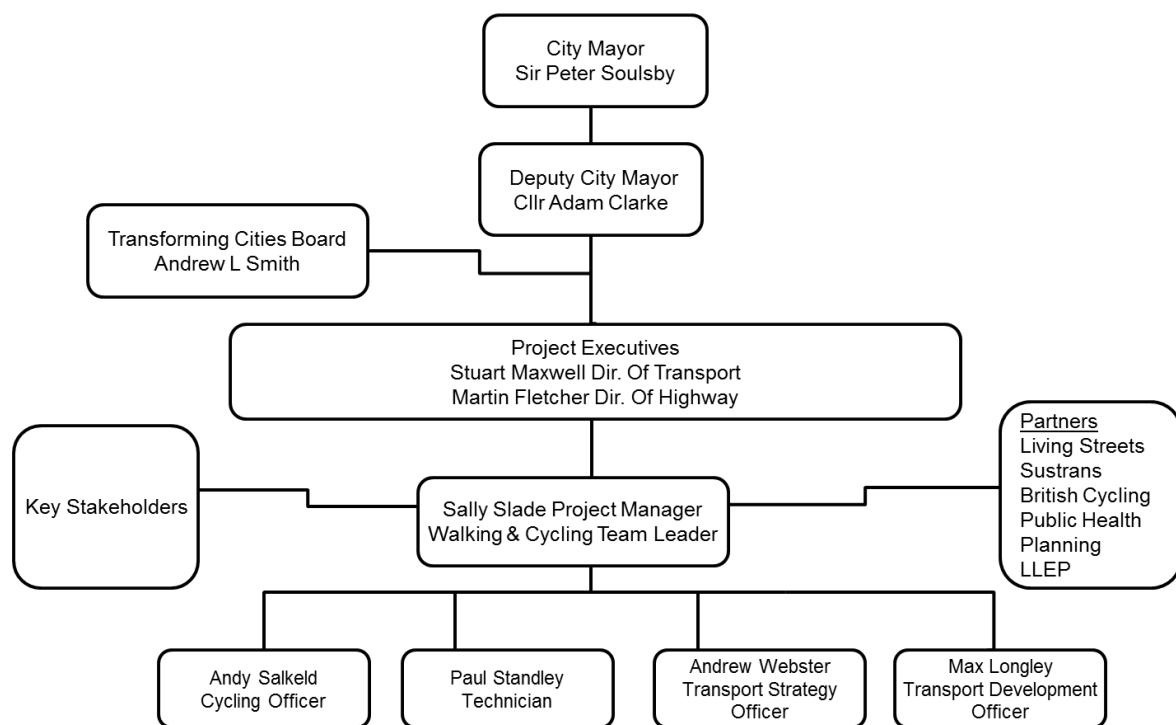 City Mayor
Sir Peter Soulsby
Deputy City Mayor
Cllr Adam Clarke
Transforming Cities Board
Andrew L Smith
Project Executives
Stuart Maxwell Dir. Of Transport
Martin Fletcher Dir. Of Highway
Key Stakeholders
Sally Slade Project Manager
Walking & Cycling Team Leader
Partners
Living Streets
Sustrans
British Cycling
Public Health
Planning
LLEP
Andy Salkeld
Cycling Officer
Paul Standley
Technician
Andrew Webster
Transport Strategy
Officer
Max Longley
Transport Development
Officer